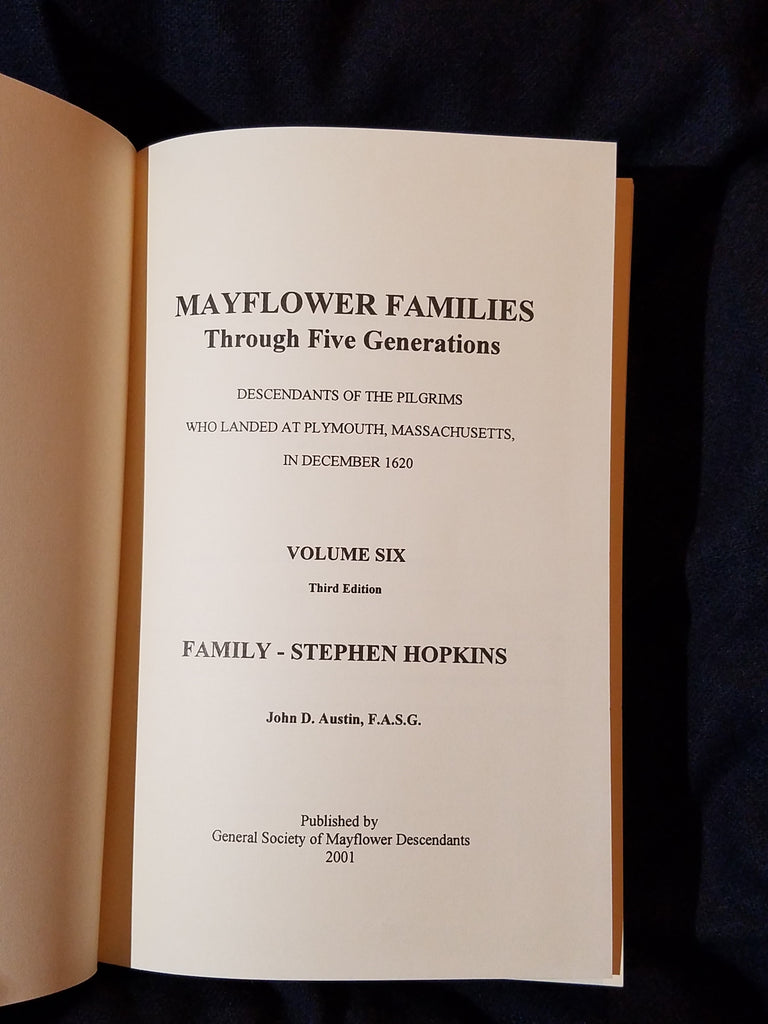 MAYFLOWER FAMILIES
Through Five Generations
DESCENDANTS OF THE PILGRIMS
WHO LANDED AT PLYMOUTH, MASSACHUSETTS,
IN DECEMBER 1620
VOLUME SIX
Third Edition
FAMILY - STEPHEN HOPKINS
John D. Austin, F.A.S.G.
Published by
General Society of Mayflower Descendants
2001